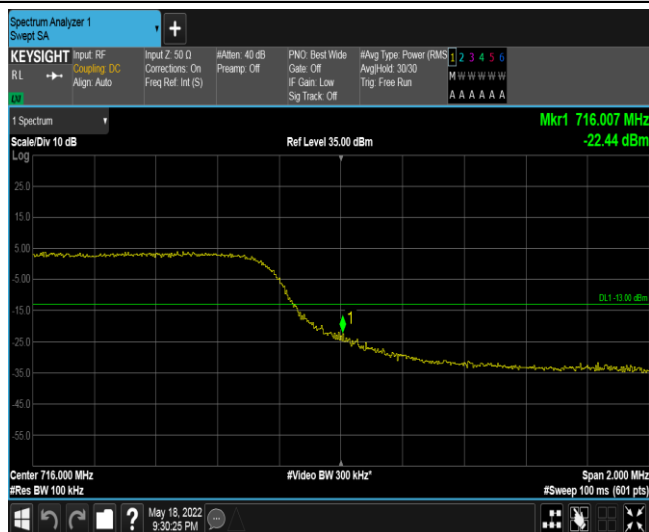 Spectrum Analyzer 1
Swept SA
KEYSIGHT
RL
Input: RF
Coupling: DC
Align: Auto
Input Z: 50 Ω
Corrections: On
Freq Ref: Int (S)
#Atten: 40 dB
Preamp: Off
PNO: Best Wide
Gate: Off
IF Gain: Low
Sig Track: Off
#Avg Type: Power (RMS
Avg|Hold: 30/30
Trig: Free Run
1 2 3 4 5 6
M W W W W W
A A A A A A
1 Spectrum
Scale/Div 10 dB
Ref Level 35.00 dBm
Mkr1 716.007 MHz
-22.44 dBm
Log
25.0
15.0
5.00
-5.00
-15.0
-25.0
-35.0
-45.0
-55.0
DL1 -13.00 dBm
1
Center 716.000 MHz
#Res BW 100 kHz
#Video BW 300 kHz*
Span 2.000 MHz
#Sweep 100 ms (601 pts)
May 18, 2022
9:30:25 PM